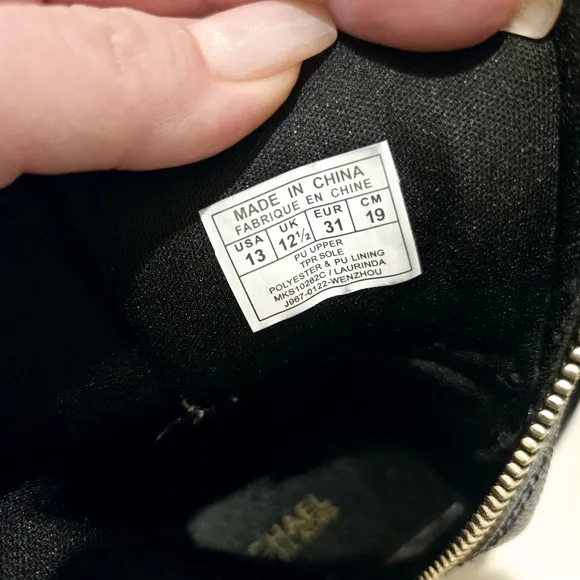 MADE IN CHINA
FABRIQUE EN CHINE
USA UK EUR CM
13 12½ 31 19
PU UPPER
TPR SOLE
POLYESTER & PU LINING
MKS10262C / LAURINDA
J967-0122-WENZHOU